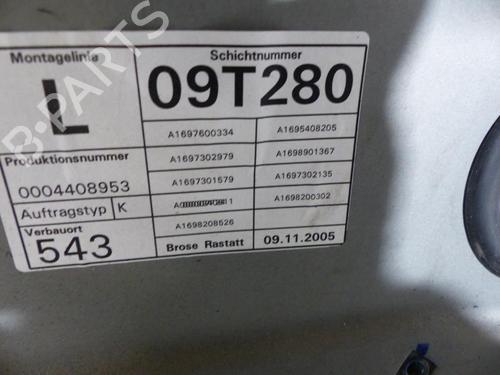 Montagelinie
L
Schichtnummer
09T280
Produktionsnummer
0004408953
Auftragstyp K
Verbauort
543
A1697600334 A1695408205
A1697302979 A1698901367
A1697301579 A1697302135
A1698200302
A1698208526
Brose Rastatt 09.11.2005
B-PARTS